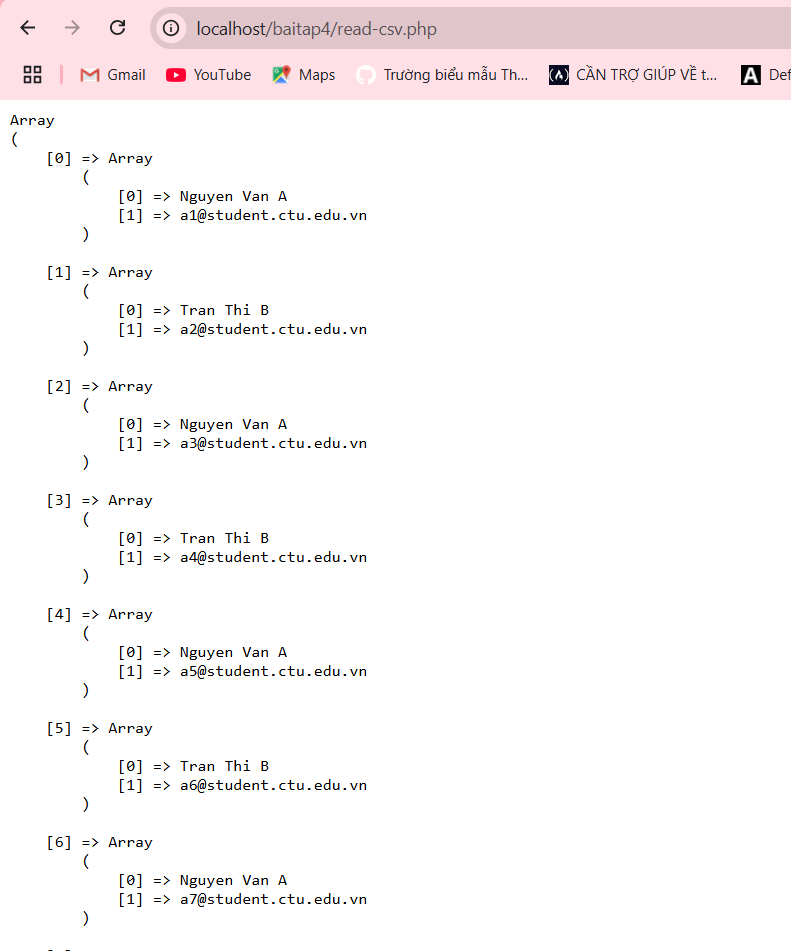 localhost/baitap4/read-csv.php
Gmail YouTube Maps Trường biểu mẫu Th... CẦN TRỢ GIÚP VỀ t... Def
Array
(
    [0] => Array
        (
            [0] => Nguyen Van A
            [1] => a1@student.ctu.edu.vn
        )
    [1] => Array
        (
            [0] => Tran Thi B
            [1] => a2@student.ctu.edu.vn
        )
    [2] => Array
        (
            [0] => Nguyen Van A
            [1] => a3@student.ctu.edu.vn
        )
    [3] => Array
        (
            [0] => Tran Thi B
            [1] => a4@student.ctu.edu.vn
        )
    [4] => Array
        (
            [0] => Nguyen Van A
            [1] => a5@student.ctu.edu.vn
        )
    [5] => Array
        (
            [0] => Tran Thi B
            [1] => a6@student.ctu.edu.vn
        )
    [6] => Array
        (
            [0] => Nguyen Van A
            [1] => a7@student.ctu.edu.vn
        )